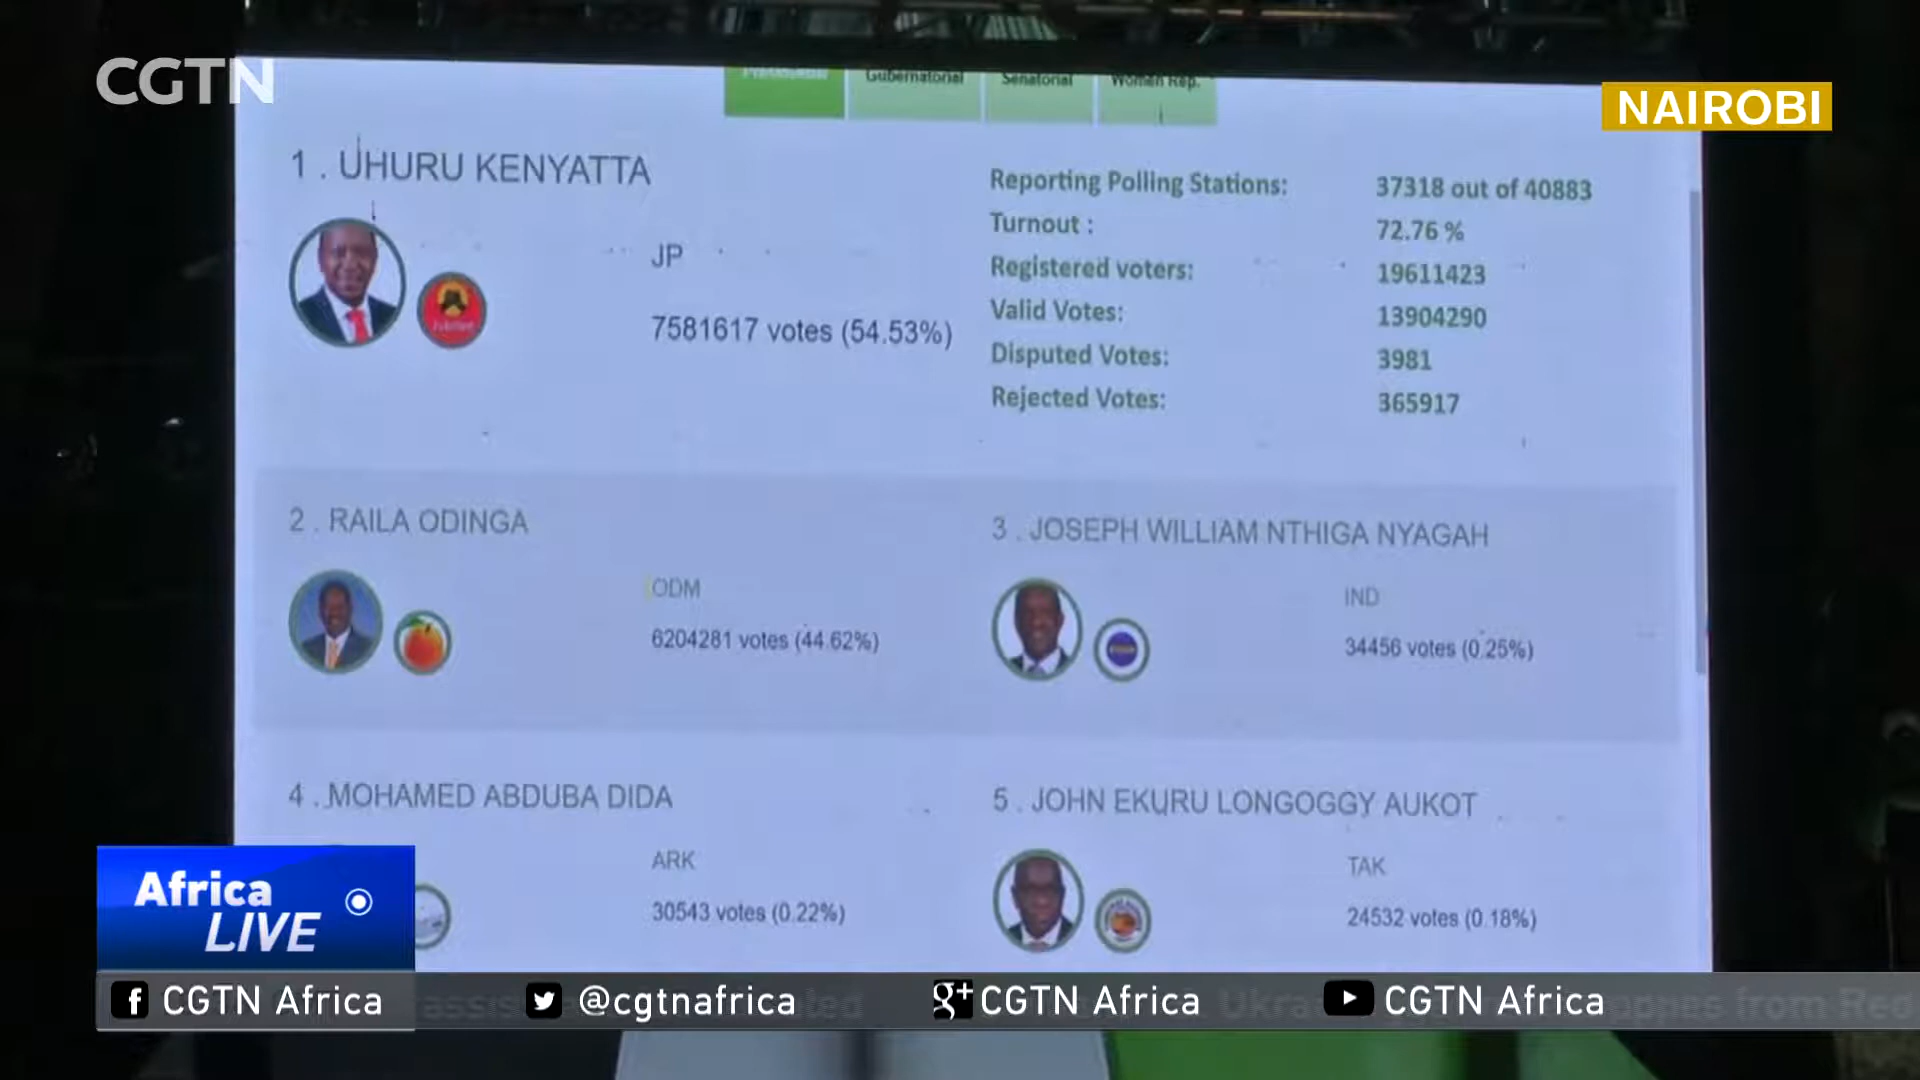 CGTN
NAIROBI
Presidential
Gubernatorial
Senatorial
Women Rep.
1 . UHURU KENYATTA
JP
7581617 votes (54.53%)
Reporting Polling Stations: 37318 out of 40883
Turnout : 72.76 %
Registered voters: 19611423
Valid Votes: 13904290
Disputed Votes: 3981
Rejected Votes: 365917
2 . RAILA ODINGA
ODM
6204281 votes (44.62%)
3 . JOSEPH WILLIAM NTHIGA NYAGAH
IND
34456 votes (0.25%)
4 . MOHAMED ABDUBA DIDA
ARK
30543 votes (0.22%)
5 . JOHN EKURU LONGOGGY AUKOT
TAK
24532 votes (0.18%)
Africa
LIVE
CGTN Africa
@cgtnafrica
CGTN Africa
CGTN Africa